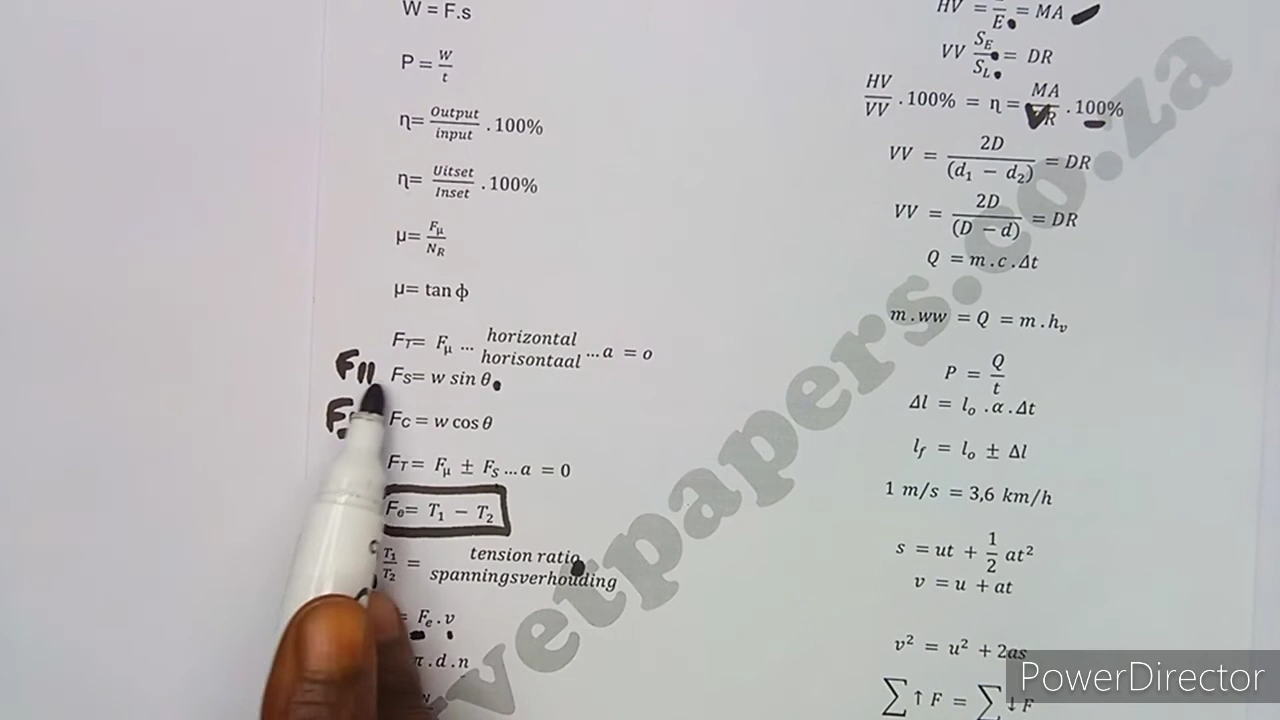 W = F.s
P = W/t
η= Output/input . 100%
η= Uitset/Inset . 100%
μ= Fμ/NR
μ= tan ϕ
FT= Fμ ... horizontal/horisontaal ...a = o
F11 FS= w sin θ
FC = w cos θ
FT= Fμ ± FS ...a = 0
Fo= T1 − T2
T1/T2 = tension ratio/spanningsverhouding
= Fe . v
π . d . n
HV = /E = MA
VV SE/SL = DR
HV/VV . 100% = η = MA/R . 100%
VV = 2D/(d1 − d2) = DR
VV = 2D/(D − d) = DR
Q = m . c . Δt
m . ww = Q = m . hv
P = Q/t
Δl = lo . α . Δt
lf = lo ± Δl
1 m/s = 3,6 km/h
s = ut + 1/2 at²
v = u + at
v² = u² + 2as
∑ ↑ F = ∑ ↓ F
vetpapers.co.za
PowerDirector